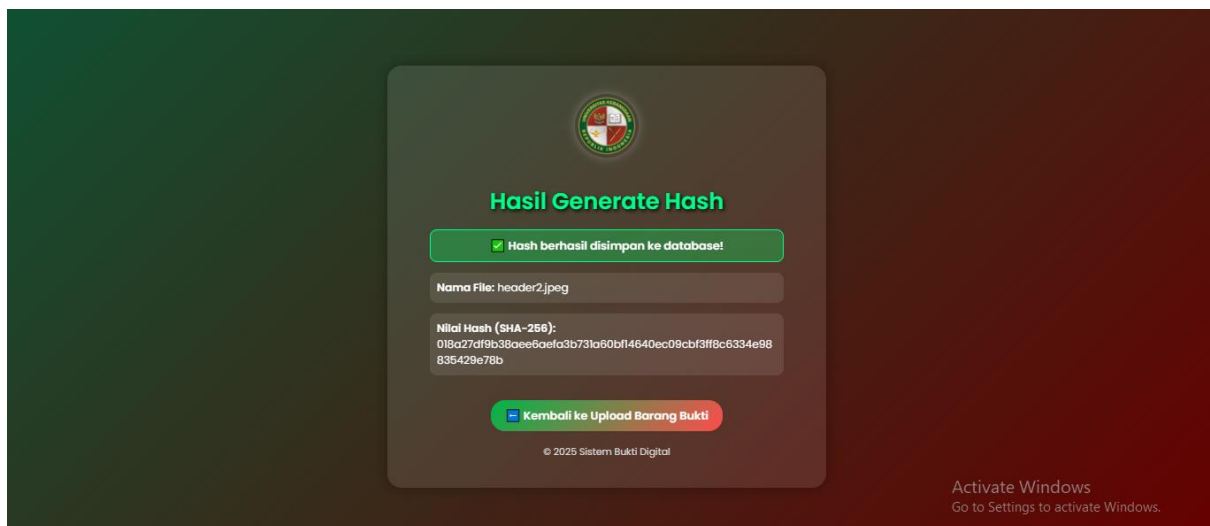 Hasil Generate Hash
✅ Hash berhasil disimpan ke database!
Nama File: header2.jpeg
Nilai Hash (SHA-256):
018a27df9b38aee6aefa3b731a60bf14640ec09cbf3ff8c6334e98
835429e78b
⬅ Kembali ke Upload Barang Bukti
© 2025 Sistem Bukti Digital
Activate Windows
Go to Settings to activate Windows.